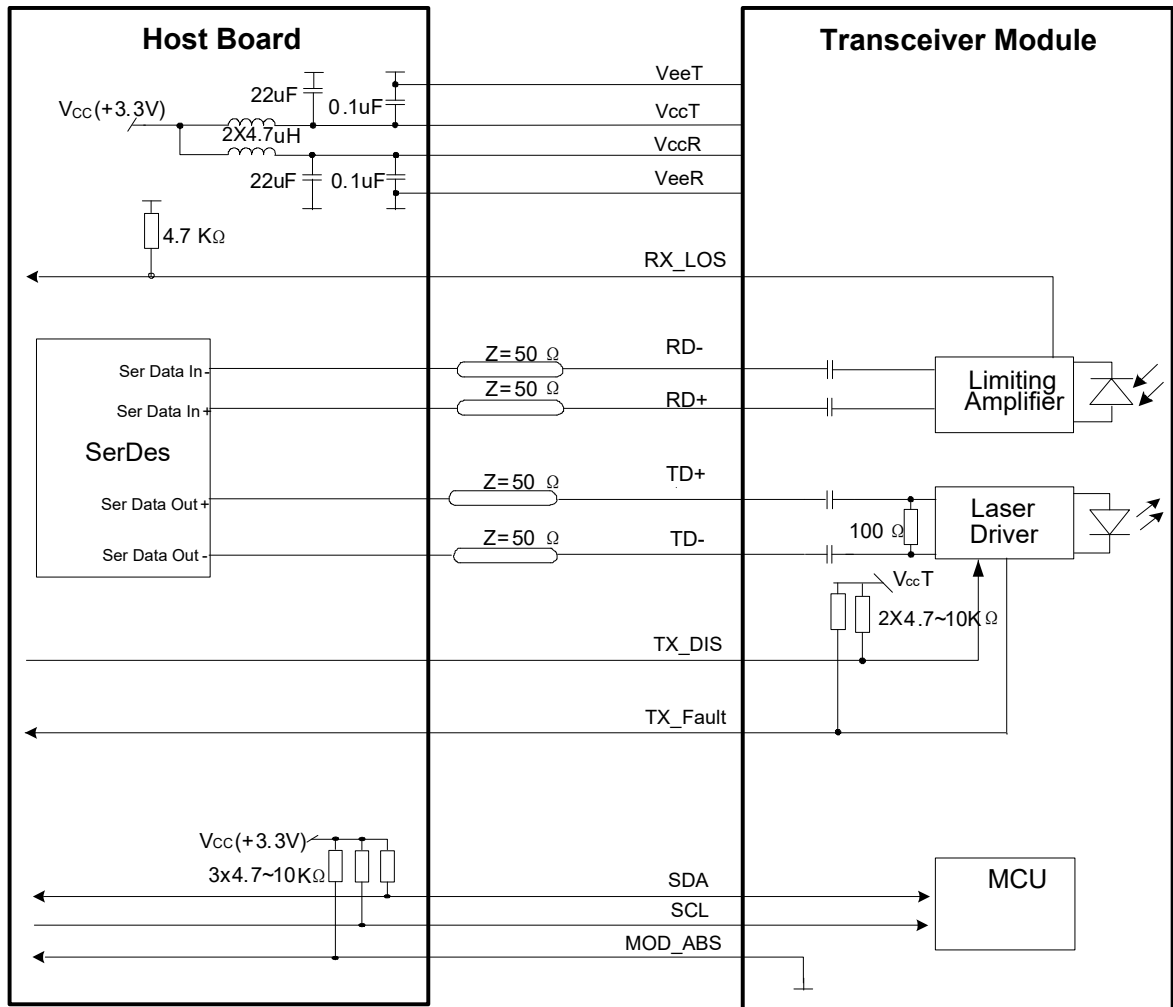 Host Board
Transceiver Module
VeeT
22uF
0.1uF
Vcc(+3.3V)
VccT
2X4.7uH
VccR
22uF
0.1uF
VeeR
4.7 KΩ
RX_LOS
Z=50 Ω
RD-
Ser Data In-
Z=50 Ω
RD+
Ser Data In+
Limiting
Amplifier
SerDes
Z=50 Ω
TD+
Ser Data Out+
Laser
Driver
100 Ω
Z=50 Ω
TD-
Ser Data Out-
VccT
2X4.7~10KΩ
TX_DIS
TX_Fault
Vcc(+3.3V)
3x4.7~10KΩ
SDA
MCU
SCL
MOD_ABS